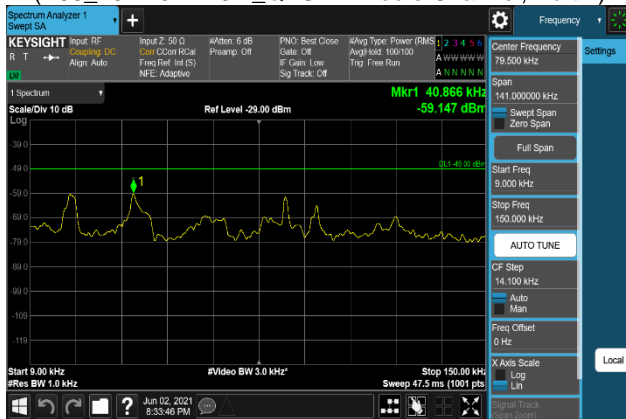 Spectrum Analyzer 1
Swept SA
Frequency
KEYSIGHT
R T
Input: RF
Coupling: DC
Align: Auto
Input Z: 50 Ω
Corr CCorr RCal
Freq Ref: Int (S)
NFE: Adaptive
#Atten: 6 dB
Preamp: Off
PNO: Best Close
Gate: Off
IF Gain: Low
Sig Track: Off
#Avg Type: Power (RMS
Avg|Hold: 100/100
Trig: Free Run
1 2 3 4 5 6
A W W W W W
A N N N N N
LXI
1 Spectrum
Mkr1 40.866 kHz
Scale/Div 10 dB
Ref Level -29.00 dBm
-59.147 dBm
Log
-39.0
-49.0
DL1 -49.00 dBm
1
-59.0
-69.0
-79.0
-89.0
-99.0
-109
-119
Start 9.00 kHz
#Video BW 3.0 kHz*
Stop 150.00 kHz
#Res BW 1.0 kHz
Sweep 47.5 ms (1001 pts
Jun 02, 2021
8:33:46 PM
Center Frequency
79.500 kHz
Settings
Span
141.000000 kHz
Swept Span
Zero Span
Full Span
Start Freq
9.000 kHz
Stop Freq
150.000 kHz
AUTO TUNE
CF Step
14.100 kHz
Auto
Man
Freq Offset
0 Hz
X Axis Scale
Log
Lin
Local
Signal Track
(Span Zoom)